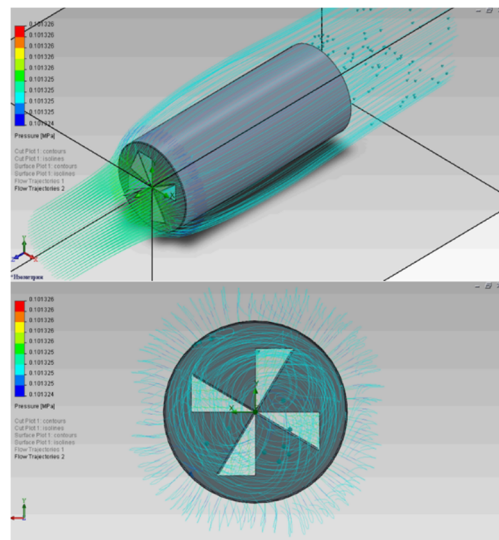 0.101326
0.101326
0.101326
0.101326
0.101325
0.101325
0.101325
0.101325
0.101324
Pressure [MPa]
Cut Plot 1: contours
Cut Plot 1: isolines
Surface Plot 1: contours
Surface Plot 1: isolines
Flow Trajectories 1
Flow Trajectories 2
Y
Z
X
0.101326
0.101326
0.101326
0.101326
0.101325
0.101325
0.101325
0.101325
0.101324
Pressure [MPa]
Cut Plot 1: contours
Cut Plot 1: isolines
Surface Plot 1: contours
Surface Plot 1: isolines
Flow Trajectories 1
Flow Trajectories 2
X
Y
Y